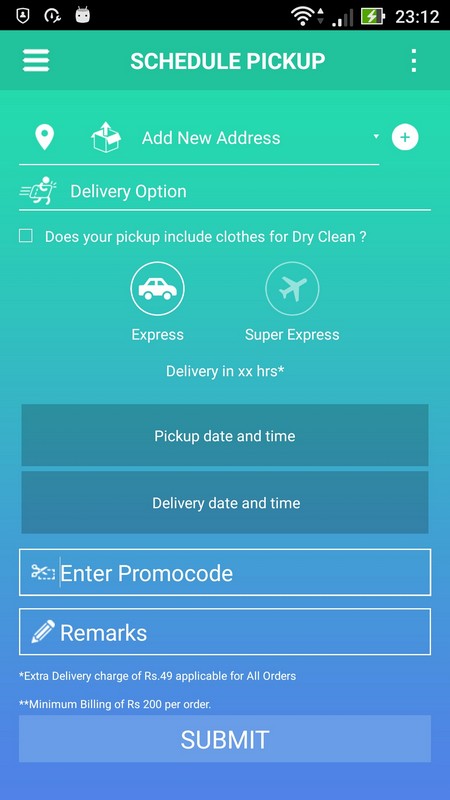 23:12
SCHEDULE PICKUP
Add New Address
Delivery Option
Does your pickup include clothes for Dry Clean ?
Express
Super Express
Delivery in xx hrs*
Pickup date and time
Delivery date and time
Enter Promocode
Remarks
*Extra Delivery charge of Rs.49 applicable for All Orders
**Minimum Billing of Rs 200 per order.
SUBMIT